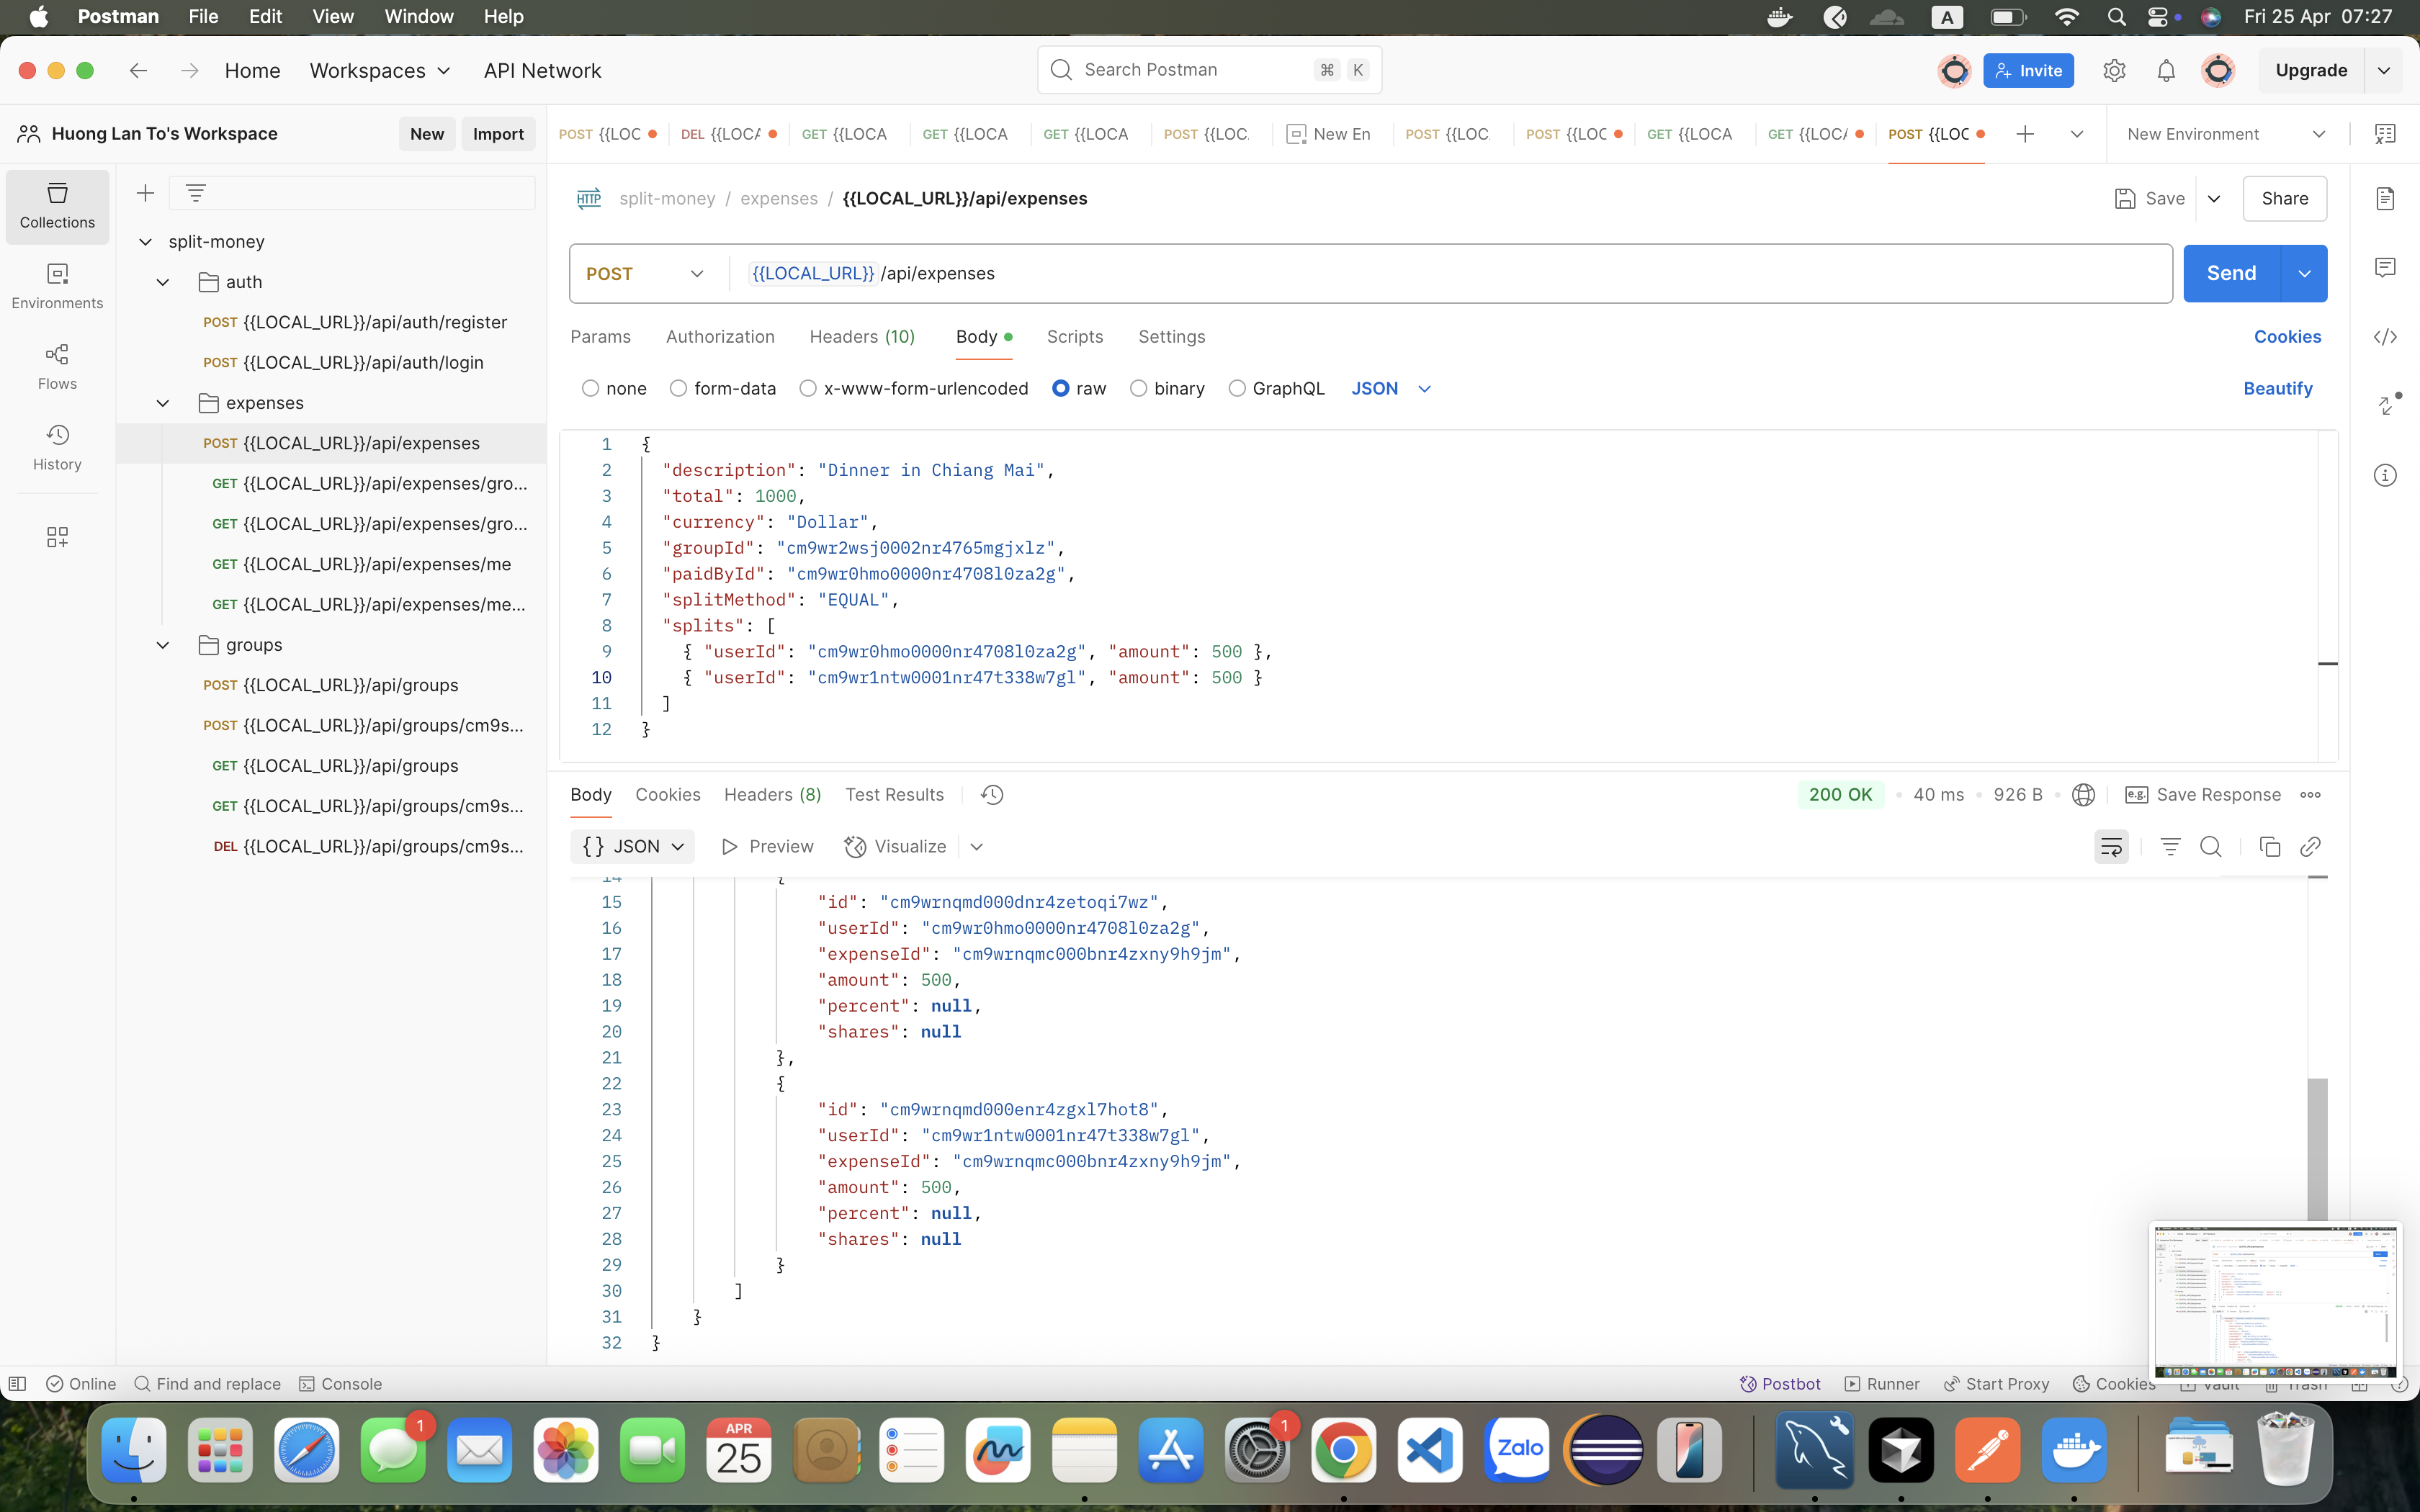 Postman File Edit View Window Help
A
Fri 25 Apr 07:27
Home Workspaces API Network
Search Postman ⌘ K
Invite
Upgrade
Huong Lan To's Workspace New Import
POST {{LOC DEL {{LOCA GET {{LOCA GET {{LOCA GET {{LOCA POST {{LOC. New En POST {{LOC. POST {{LOC GET {{LOCA GET {{LOCA POST {{LOC New Environment
Collections
Environments
Flows
History
split-money
auth
POST {{LOCAL_URL}}/api/auth/register
POST {{LOCAL_URL}}/api/auth/login
expenses
POST {{LOCAL_URL}}/api/expenses
GET {{LOCAL_URL}}/api/expenses/gro...
GET {{LOCAL_URL}}/api/expenses/gro...
GET {{LOCAL_URL}}/api/expenses/me
GET {{LOCAL_URL}}/api/expenses/me...
groups
POST {{LOCAL_URL}}/api/groups
POST {{LOCAL_URL}}/api/groups/cm9s...
GET {{LOCAL_URL}}/api/groups
GET {{LOCAL_URL}}/api/groups/cm9s...
DEL {{LOCAL_URL}}/api/groups/cm9s...
HTTP split-money / expenses / {{LOCAL_URL}}/api/expenses
Save Share
POST {{LOCAL_URL}} /api/expenses
Send
Params Authorization Headers (10) Body Scripts Settings Cookies
none form-data x-www-form-urlencoded raw binary GraphQL JSON Beautify
1 {
2 "description": "Dinner in Chiang Mai",
3 "total": 1000,
4 "currency": "Dollar",
5 "groupId": "cm9wr2wsj0002nr4765mgjxlz",
6 "paidById": "cm9wr0hmo0000nr4708l0za2g",
7 "splitMethod": "EQUAL",
8 "splits": [
9 { "userId": "cm9wr0hmo0000nr4708l0za2g", "amount": 500 },
10 { "userId": "cm9wr1ntw0001nr47t338w7gl", "amount": 500 }
11 ]
12 }
Body Cookies Headers (8) Test Results
200 OK • 40 ms • 926 B • e.g. Save Response
{} JSON Preview Visualize
14 {
15 "id": "cm9wrnqmd000dnr4zetoqi7wz",
16 "userId": "cm9wr0hmo0000nr4708l0za2g",
17 "expenseId": "cm9wrnqmc000bnr4zxny9h9jm",
18 "amount": 500,
19 "percent": null,
20 "shares": null
21 },
22 {
23 "id": "cm9wrnqmd000enr4zgxl7hot8",
24 "userId": "cm9wr1ntw0001nr47t338w7gl",
25 "expenseId": "cm9wrnqmc000bnr4zxny9h9jm",
26 "amount": 500,
27 "percent": null,
28 "shares": null
29 }
30 ]
31 }
32 }
Online Find and replace Console
Postbot Runner Start Proxy Cookies Vault Trash
1
APR
25
1
Zalo